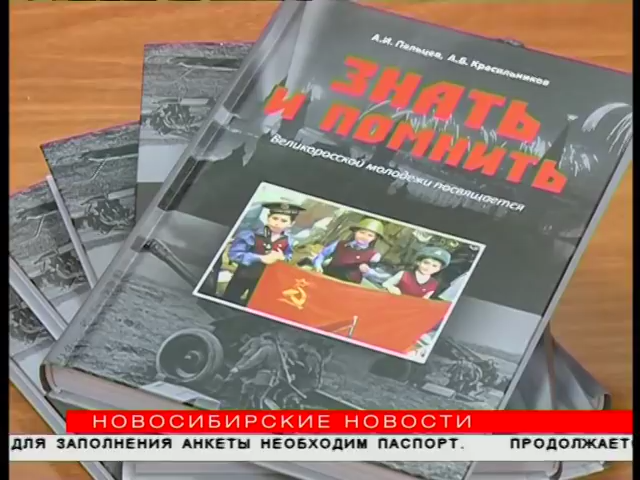 А.И. Пальцев, А.Б. Красильников
ЗНАТЬ
И ПОМНИТЬ
Великоросской молодежи посвящается
НОВОСИБИРСКИЕ НОВОСТИ
ДЛЯ ЗАПОЛНЕНИЯ АНКЕТЫ НЕОБХОДИМ ПАСПОРТ. ПРОДОЛЖАЕТ